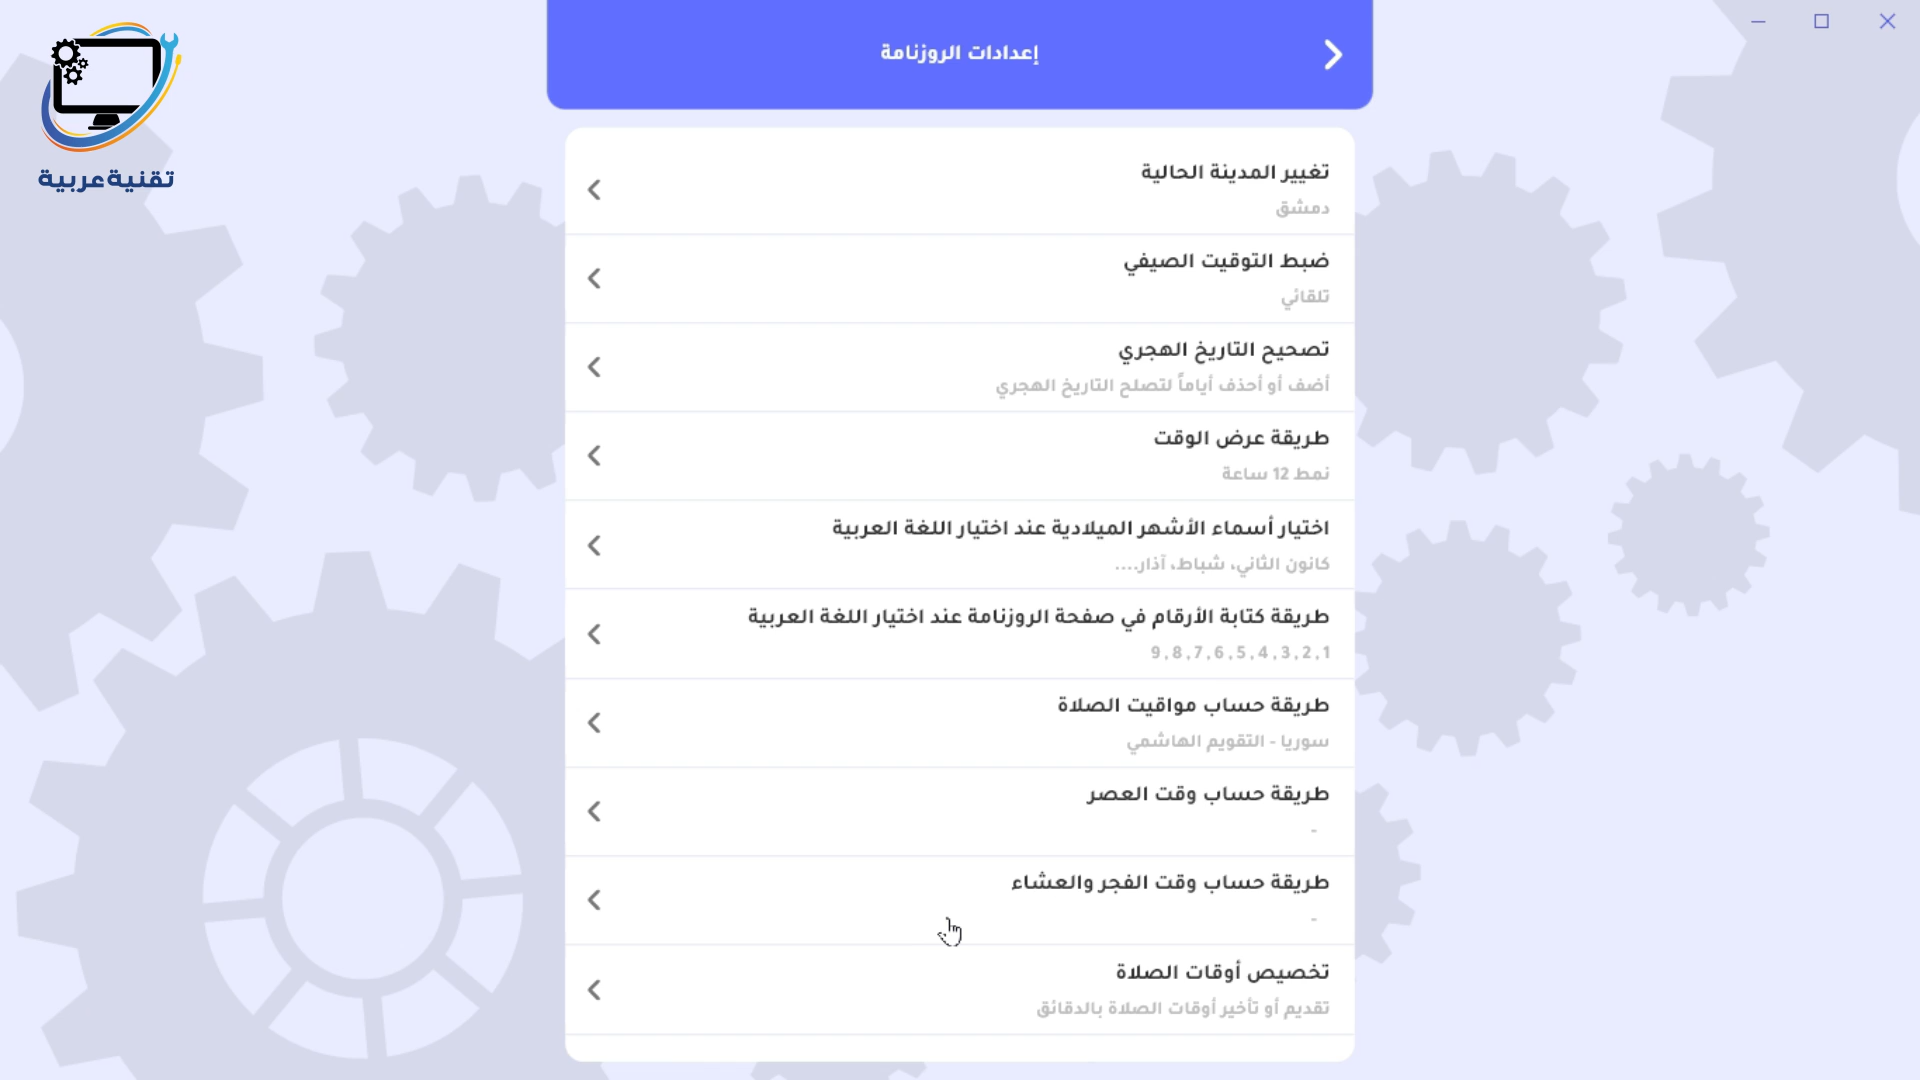 تقنية عربية
إعدادات الروزنامة
تغيير المدينة الحالية
دمشق
ضبط التوقيت الصيفي
تلقائي
تصحيح التاريخ الهجري
أضف أو أحذف أياماً لتصلح التاريخ الهجري
طريقة عرض الوقت
نمط 12 ساعة
اختيار أسماء الأشهر الميلادية عند اختيار اللغة العربية
كانون الثاني، شباط، آذار....
طريقة كتابة الأرقام في صفحة الروزنامة عند اختيار اللغة العربية
1 , 2 , 3 , 4 , 5 , 6 , 7 , 8 , 9
طريقة حساب مواقيت الصلاة
سوريا - التقويم الهاشمي
طريقة حساب وقت العصر
-
طريقة حساب وقت الفجر والعشاء
-
تخصيص أوقات الصلاة
تقديم أو تأخير أوقات الصلاة بالدقائق